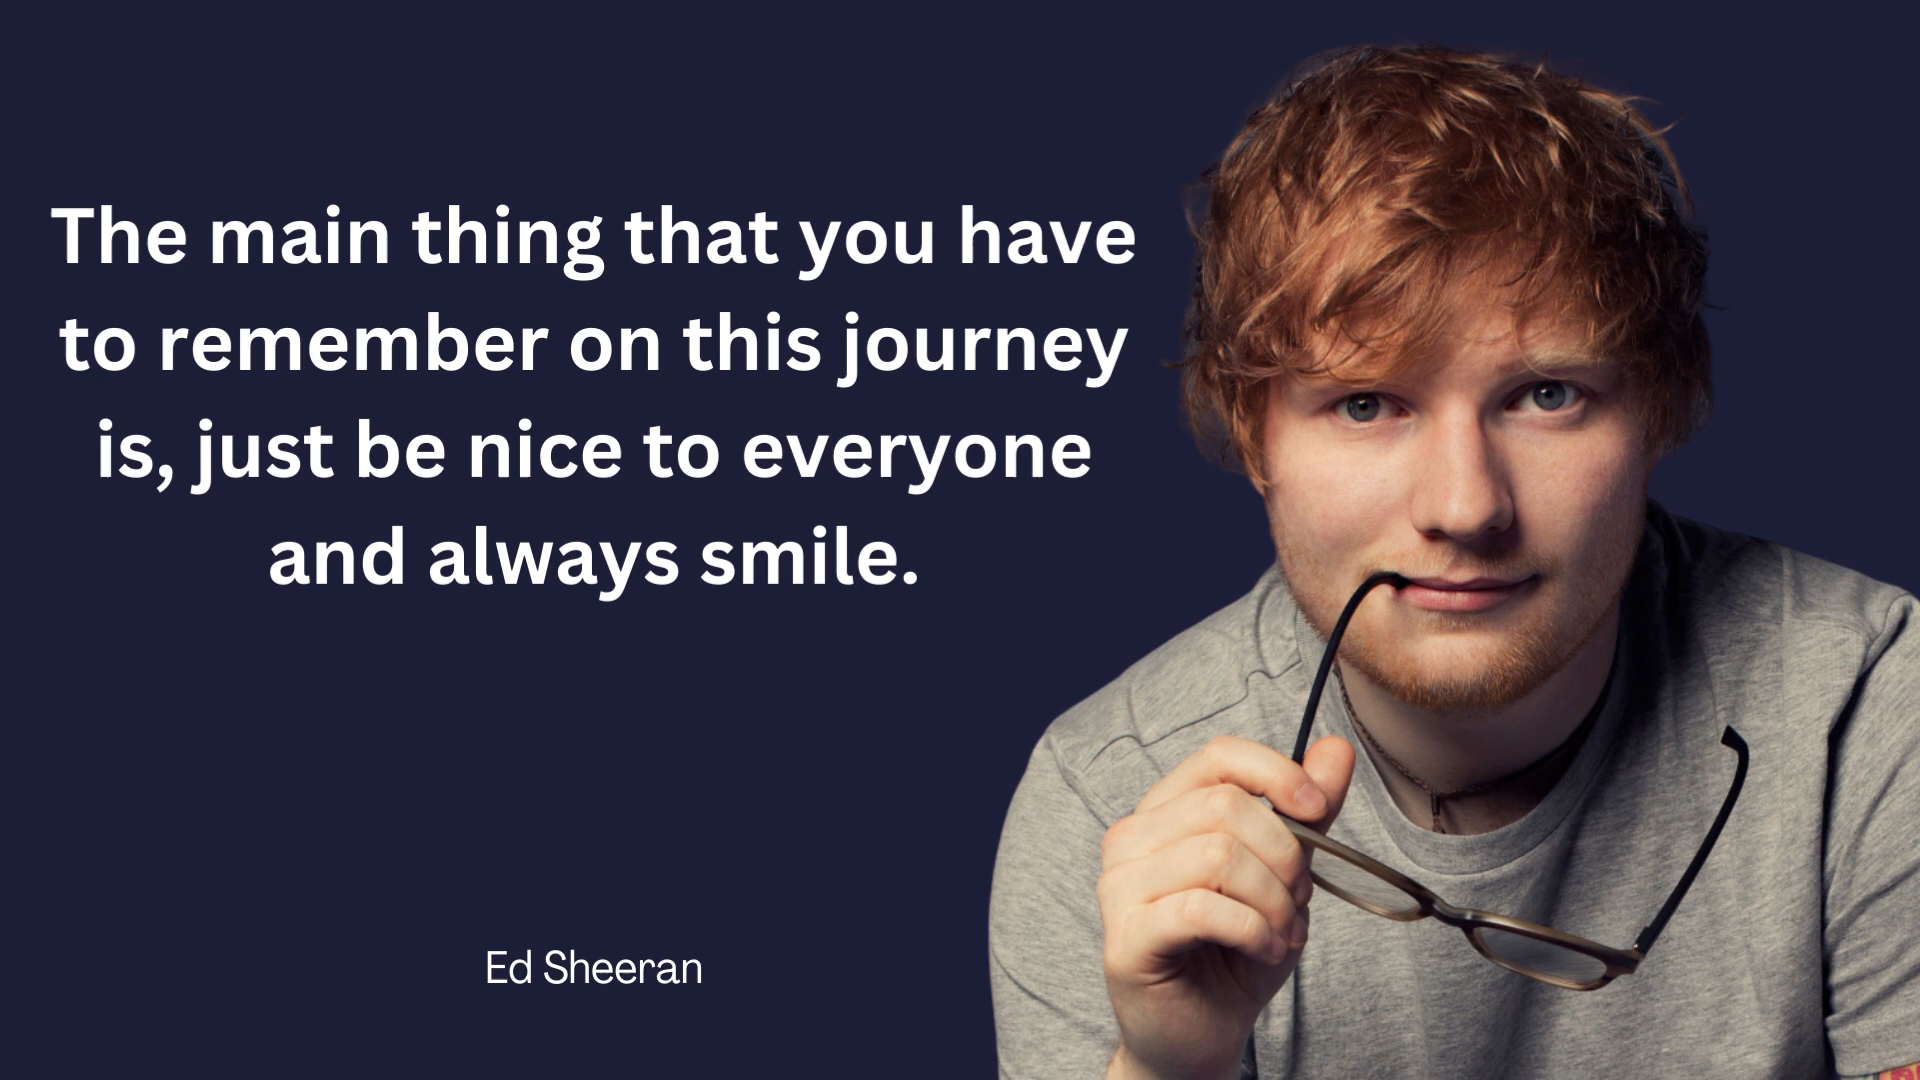 The main thing that you have
to remember on this journey
is, just be nice to everyone
and always smile.
Ed Sheeran